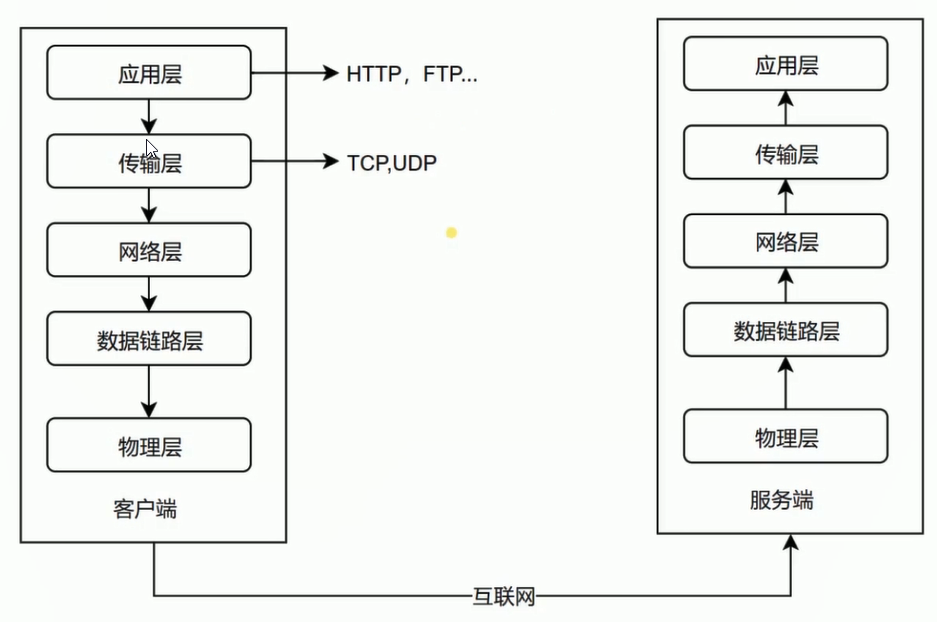 应用层
HTTP，FTP...
传输层
TCP,UDP
网络层
数据链路层
物理层
客户端
应用层
传输层
网络层
数据链路层
物理层
服务端
互联网